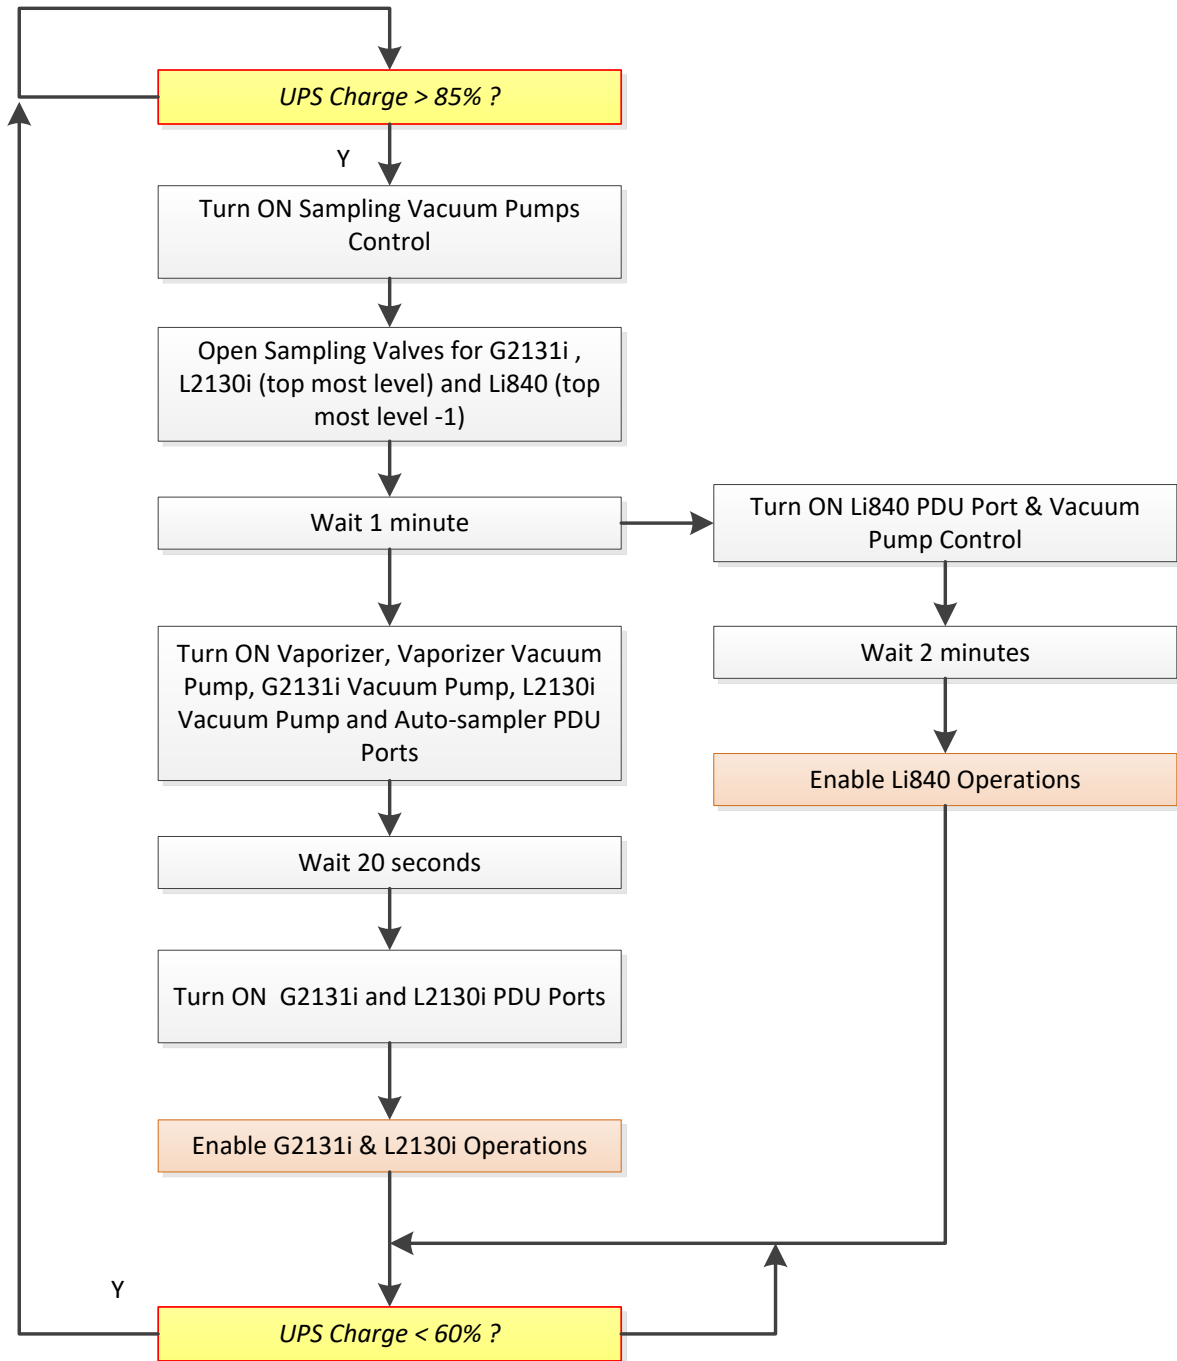 UPS Charge > 85% ?
Y
Turn ON Sampling Vacuum Pumps
Control
Open Sampling Valves for G2131i ,
L2130i (top most level) and Li840 (top
most level -1)
Wait 1 minute
Turn ON Li840 PDU Port & Vacuum
Pump Control
Turn ON Vaporizer, Vaporizer Vacuum
Pump, G2131i Vacuum Pump, L2130i
Vacuum Pump and Auto-sampler PDU
Ports
Wait 2 minutes
Enable Li840 Operations
Wait 20 seconds
Turn ON  G2131i and L2130i PDU Ports
Enable G2131i & L2130i Operations
Y
UPS Charge < 60% ?